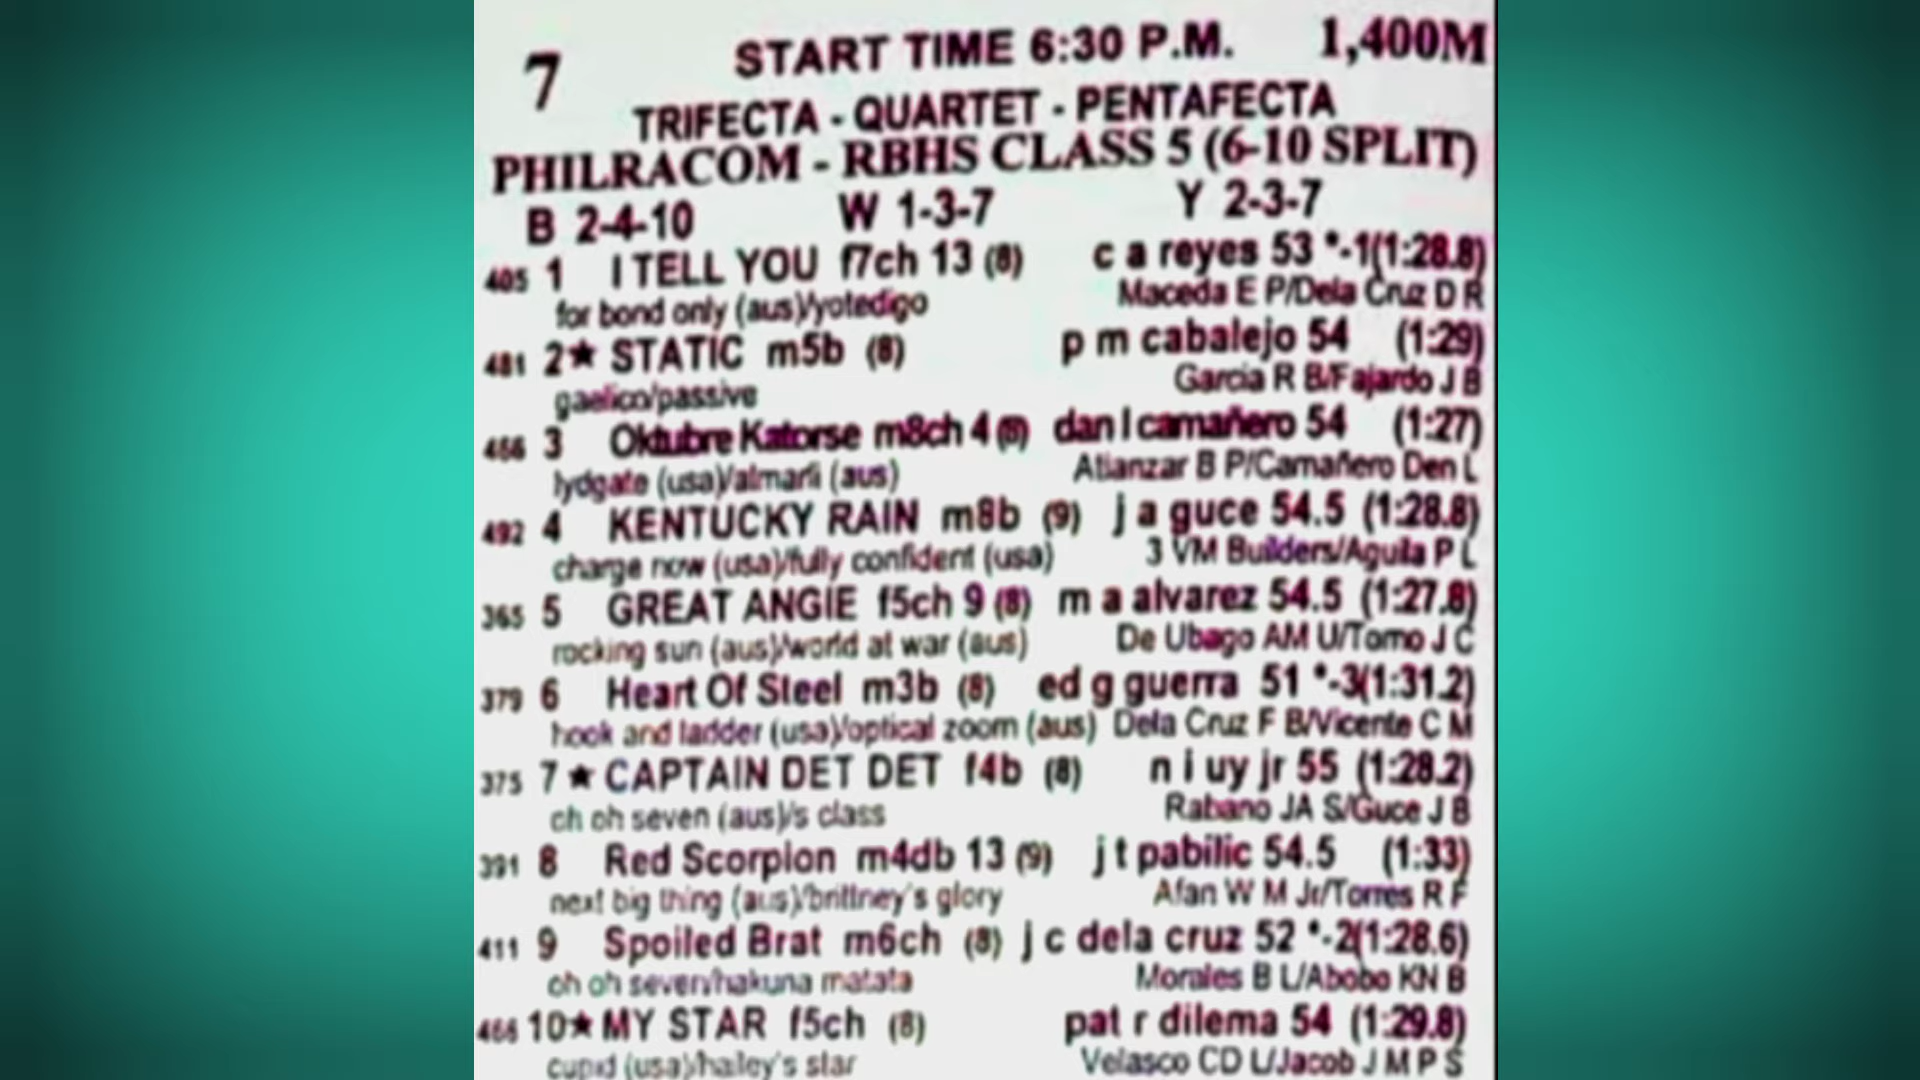 7 START TIME 6:30 P.M. 1,400M
TRIFECTA - QUARTET - PENTAFECTA
PHILRACOM - RBHS CLASS 5 (6-10 SPLIT)
B 2-4-10 W 1-3-7 Y 2-3-7
405 1 I TELL YOU f7ch 13 (8) c a reyes 53 *-1(1:28.8)
for bond only (aus)/yotedigo Maceda E P/Dela Cruz D R
481 2★ STATIC m5b (8) p m cabalejo 54 (1:29)
gaelico/passive Garcia R B/Fajardo J B
466 3 Oktubre Katorse m8ch 4 (8) dan l camañero 54 (1:27)
lydgate (usa)/almarli (aus) Atianzar B P/Camañero Den L
492 4 KENTUCKY RAIN m8b (9) j a guce 54.5 (1:28.8)
charge now (usa)/fully confident (usa) 3 VM Builders/Aguila P L
365 5 GREAT ANGIE f5ch 9 (8) m a alvarez 54.5 (1:27.8)
rocking sun (aus)/world at war (aus) De Ubago AM U/Torno J C
379 6 Heart Of Steel m3b (8) ed g guerra 51 *-3(1:31.2)
hook and ladder (usa)/optical zoom (aus) Dela Cruz F B/Vicente C M
375 7 ★ CAPTAIN DET DET f4b (8) n i uy jr 55 (1:28.2)
oh oh seven (aus)/s class Rabano JA S/Guce J B
391 8 Red Scorpion m4db 13 (9) j t pabilic 54.5 (1:33)
next big thing (aus)/brittney's glory Afan W M Jr/Torres R F
411 9 Spoiled Brat m6ch (8) j c dela cruz 52 *-2(1:28.6)
oh oh seven/hakuna matata Morales B L/Abobo KN B
466 10★ MY STAR f5ch (8) pat r dilema 54 (1:29.8)
cupid (usa)/hailey's star Velasco CD L/Jacob J M P S